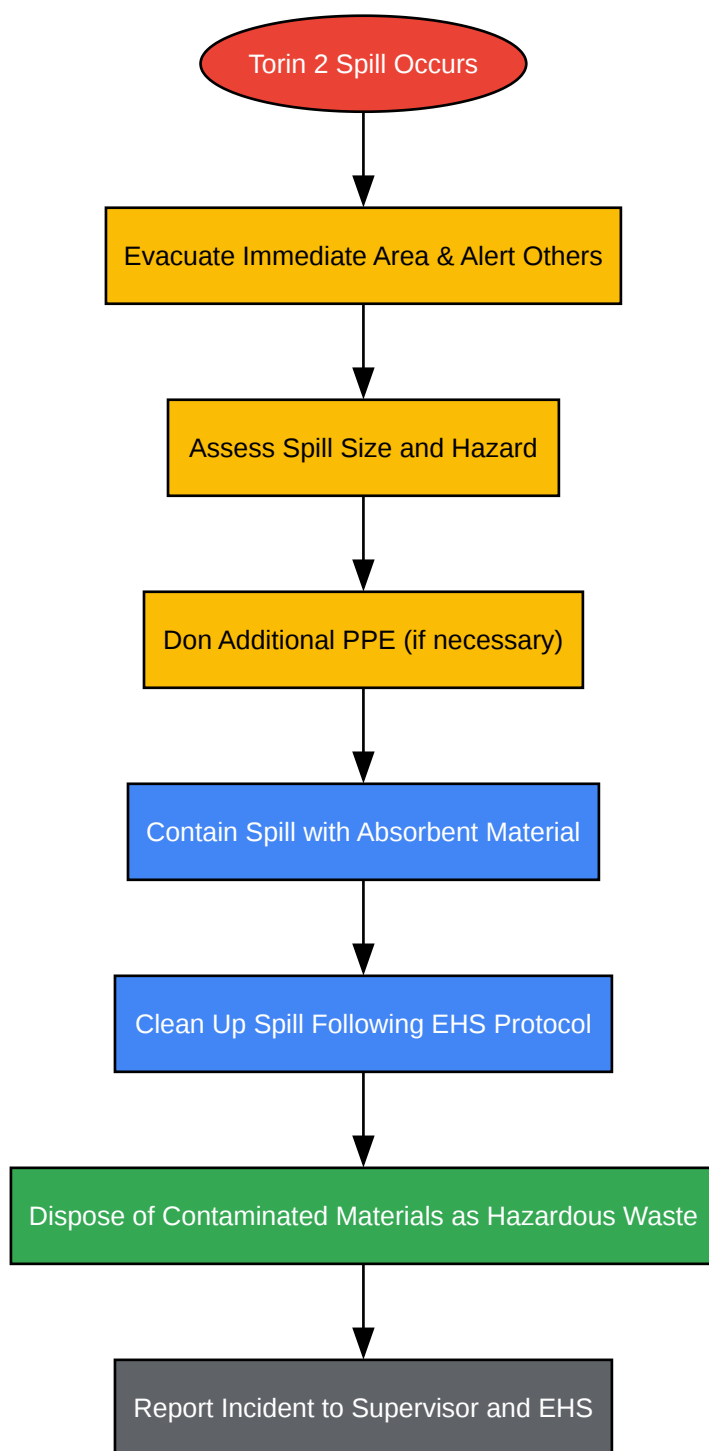 Torin 2 Spill Occurs
Evacuate Immediate Area & Alert Others
Assess Spill Size and Hazard
Don Additional PPE (if necessary)
Contain Spill with Absorbent Material
Clean Up Spill Following EHS Protocol
Dispose of Contaminated Materials as Hazardous Waste
Report Incident to Supervisor and EHS